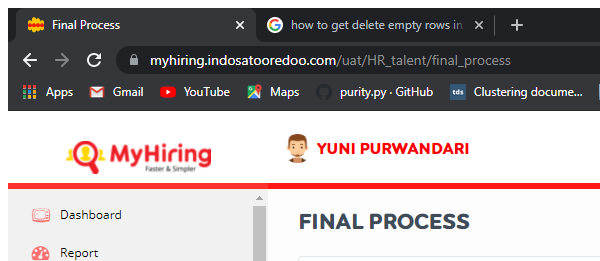 Final Process
how to get delete empty rows in
myhiring.indosatooredoo.com/uat/HR_talent/final_process
Apps
Gmail
YouTube
Maps
purity.py · GitHub
tds
Clustering docume...
MyHiring
Faster & Simpler
YUNI PURWANDARI
Dashboard
FINAL PROCESS
Report